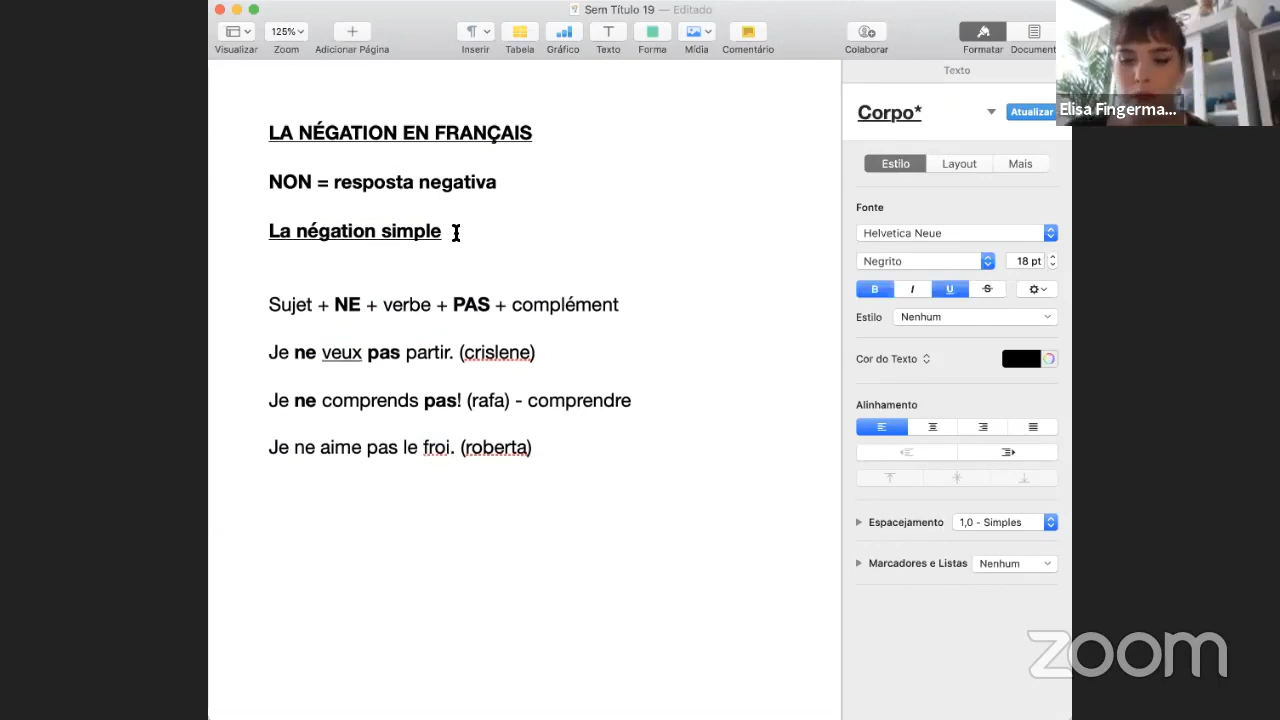 Sem Título 19 — Editado
125%
Visualizar
Zoom
Adicionar Página
Inserir
Tabela
Gráfico
Texto
Forma
Mídia
Comentário
Colaborar
Formatar
Document
Texto
Elisa Fingerma...
LA NÉGATION EN FRANÇAIS
NON = resposta negativa
La négation simple
Sujet + NE + verbe + PAS + complément
Je ne veux pas partir. (crislene)
Je ne comprends pas! (rafa) - comprendre
Je ne aime pas le froi. (roberta)
Corpo*
Atualizar
Estilo
Layout
Mais
Fonte
Helvetica Neue
Negrito
18 pt
B
I
U
S
Estilo
Nenhum
Cor do Texto
Alinhamento
Espacejamento
1,0 - Simples
Marcadores e Listas
Nenhum
zoom